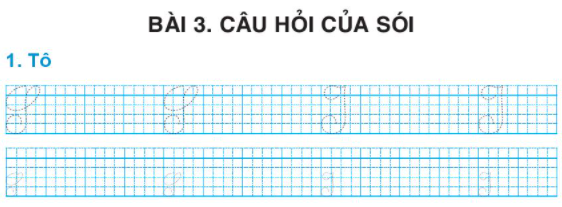 BÀI 3. CÂU HỎI CỦA SÓI
1. Tô